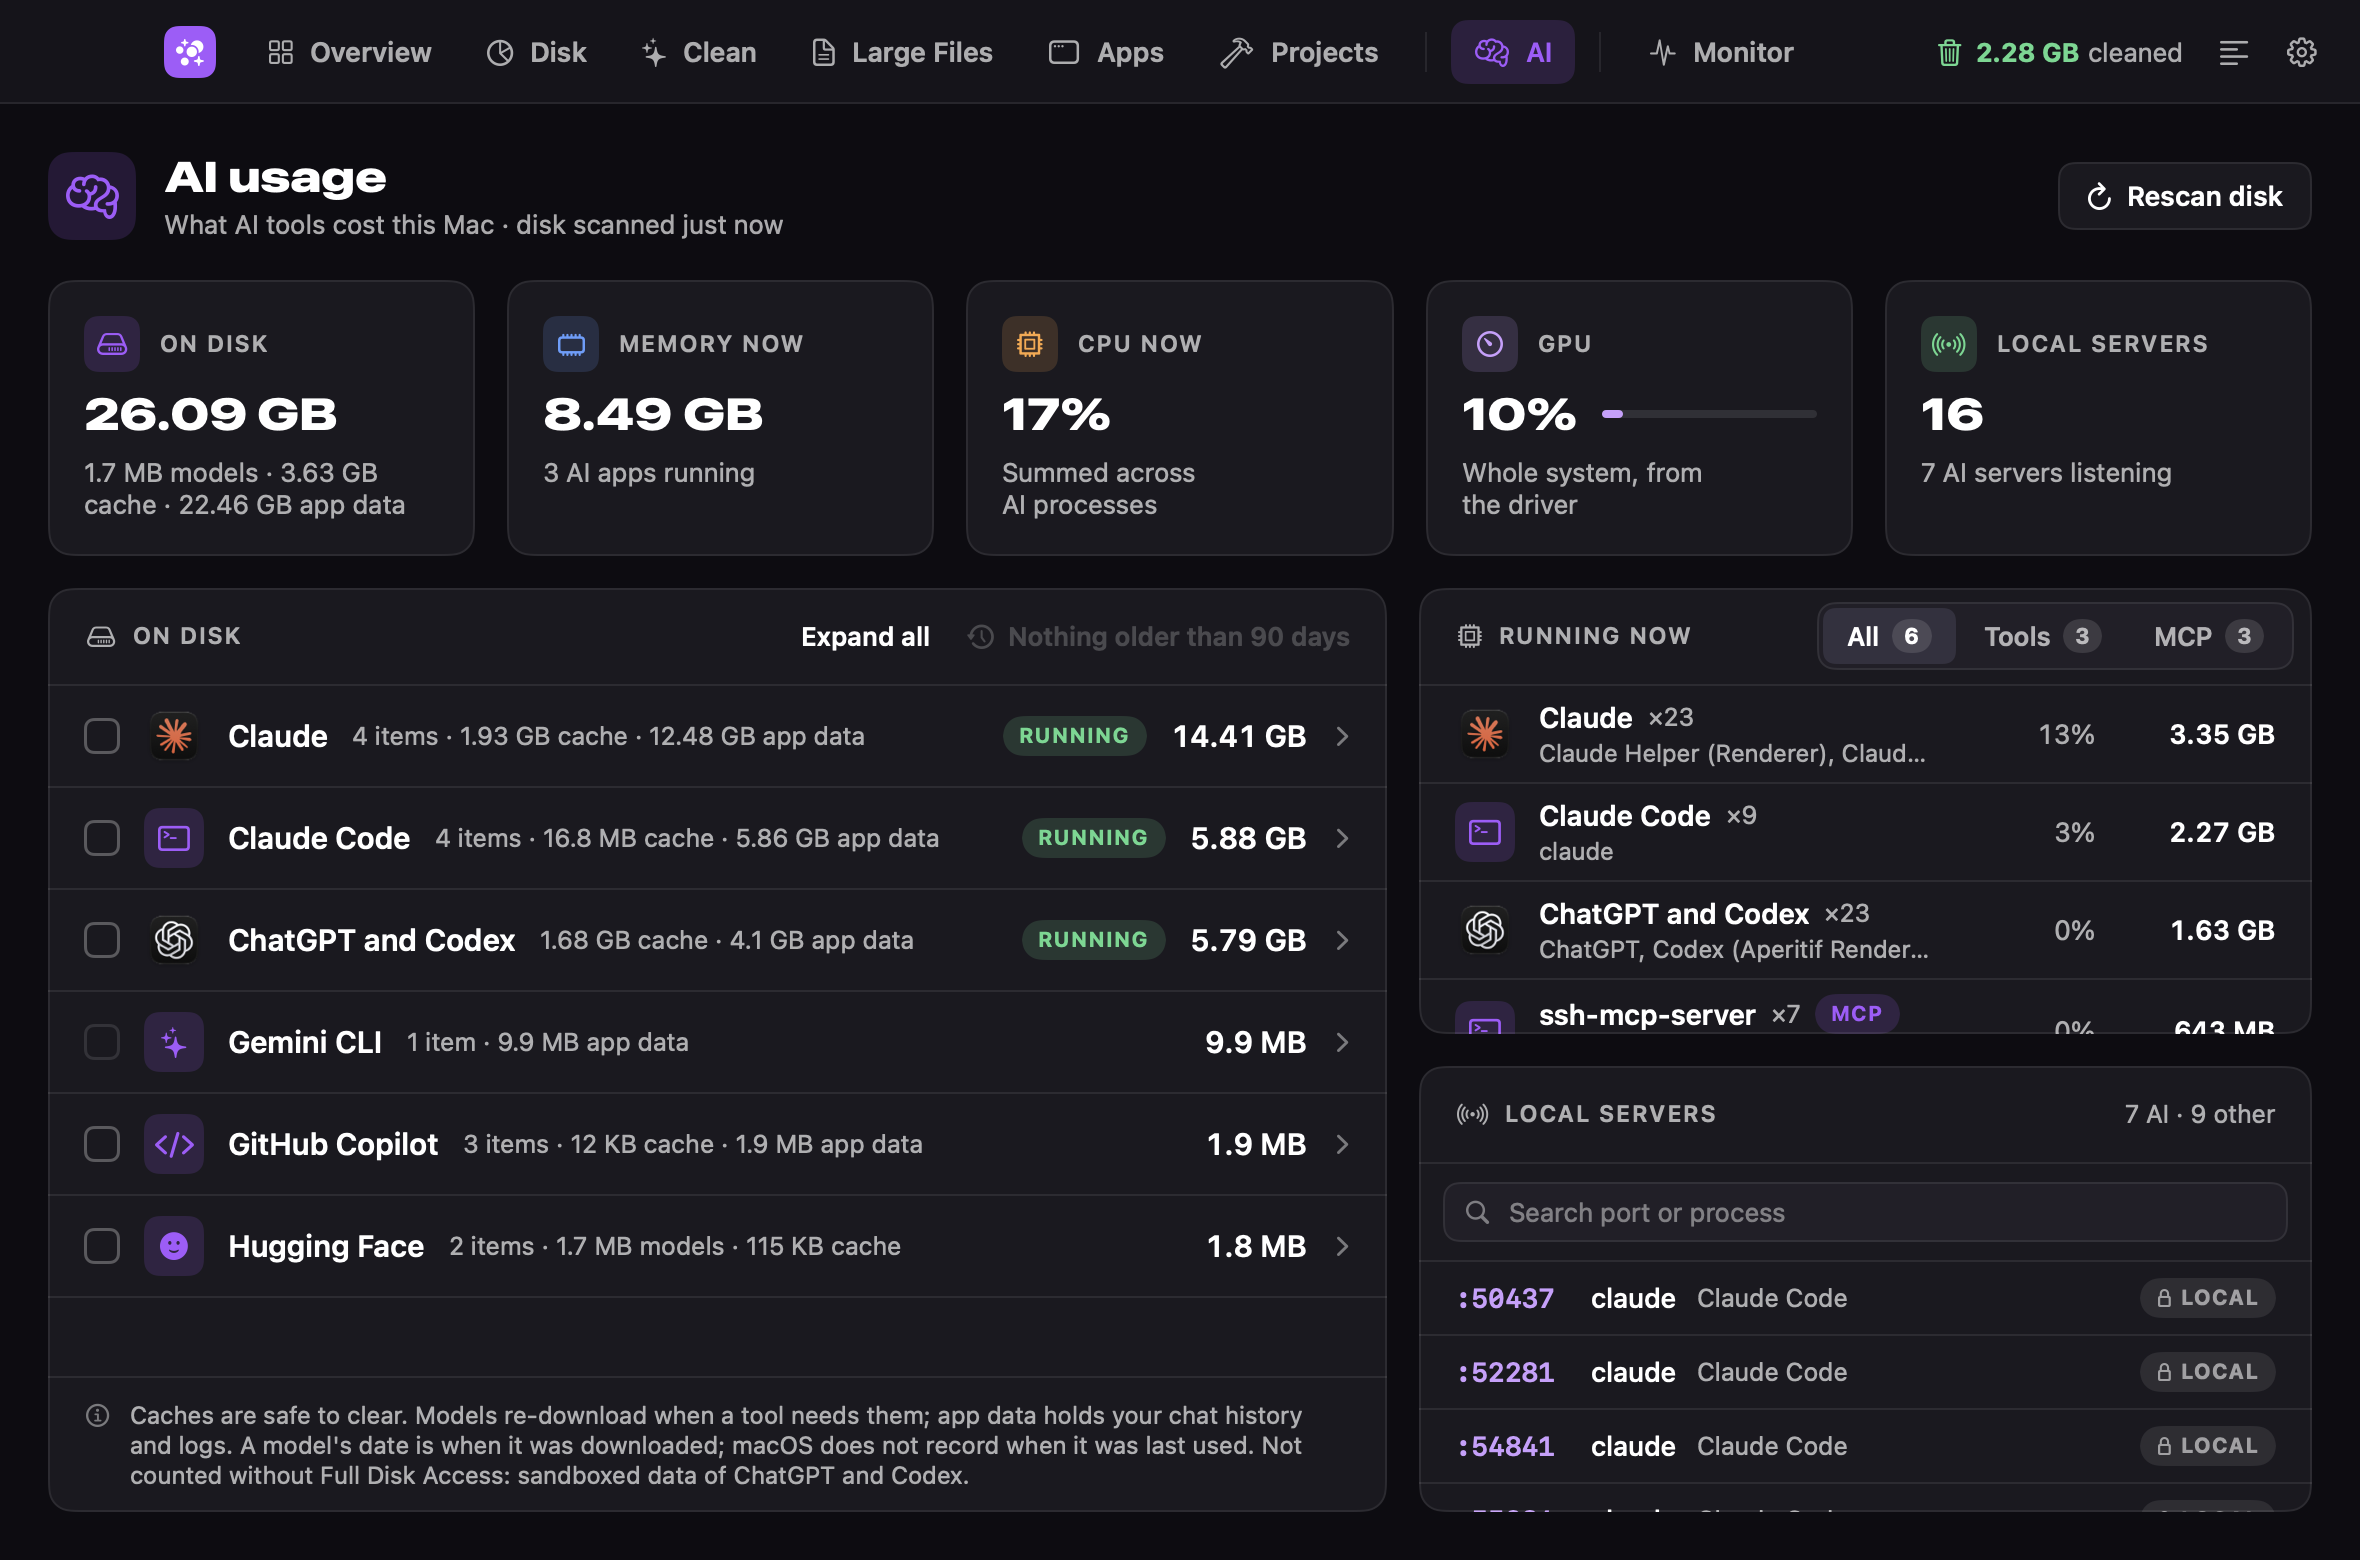 Overview
Disk
Clean
Large Files
Apps
Projects
AI
Monitor
2.28 GB cleaned
AI usage
What AI tools cost this Mac · disk scanned just now
Rescan disk
ON DISK
26.09 GB
1.7 MB models · 3.63 GB
cache · 22.46 GB app data
MEMORY NOW
8.49 GB
3 AI apps running
CPU NOW
17%
Summed across
AI processes
GPU
10%
Whole system, from
the driver
LOCAL SERVERS
16
7 AI servers listening
ON DISK
Expand all
Nothing older than 90 days
Claude 4 items · 1.93 GB cache · 12.48 GB app data RUNNING 14.41 GB
Claude Code 4 items · 16.8 MB cache · 5.86 GB app data RUNNING 5.88 GB
ChatGPT and Codex 1.68 GB cache · 4.1 GB app data RUNNING 5.79 GB
Gemini CLI 1 item · 9.9 MB app data 9.9 MB
GitHub Copilot 3 items · 12 KB cache · 1.9 MB app data 1.9 MB
Hugging Face 2 items · 1.7 MB models · 115 KB cache 1.8 MB
Caches are safe to clear. Models re-download when a tool needs them; app data holds your chat history
and logs. A model's date is when it was downloaded; macOS does not record when it was last used. Not
counted without Full Disk Access: sandboxed data of ChatGPT and Codex.
RUNNING NOW
All 6
Tools 3
MCP 3
Claude ×23
Claude Helper (Renderer), Claud...
13% 3.35 GB
Claude Code ×9
claude
3% 2.27 GB
ChatGPT and Codex ×23
ChatGPT, Codex (Aperitif Render...
0% 1.63 GB
ssh-mcp-server ×7 MCP
0% 643 MB
LOCAL SERVERS
7 AI · 9 other
Search port or process
:50437 claude Claude Code LOCAL
:52281 claude Claude Code LOCAL
:54841 claude Claude Code LOCAL